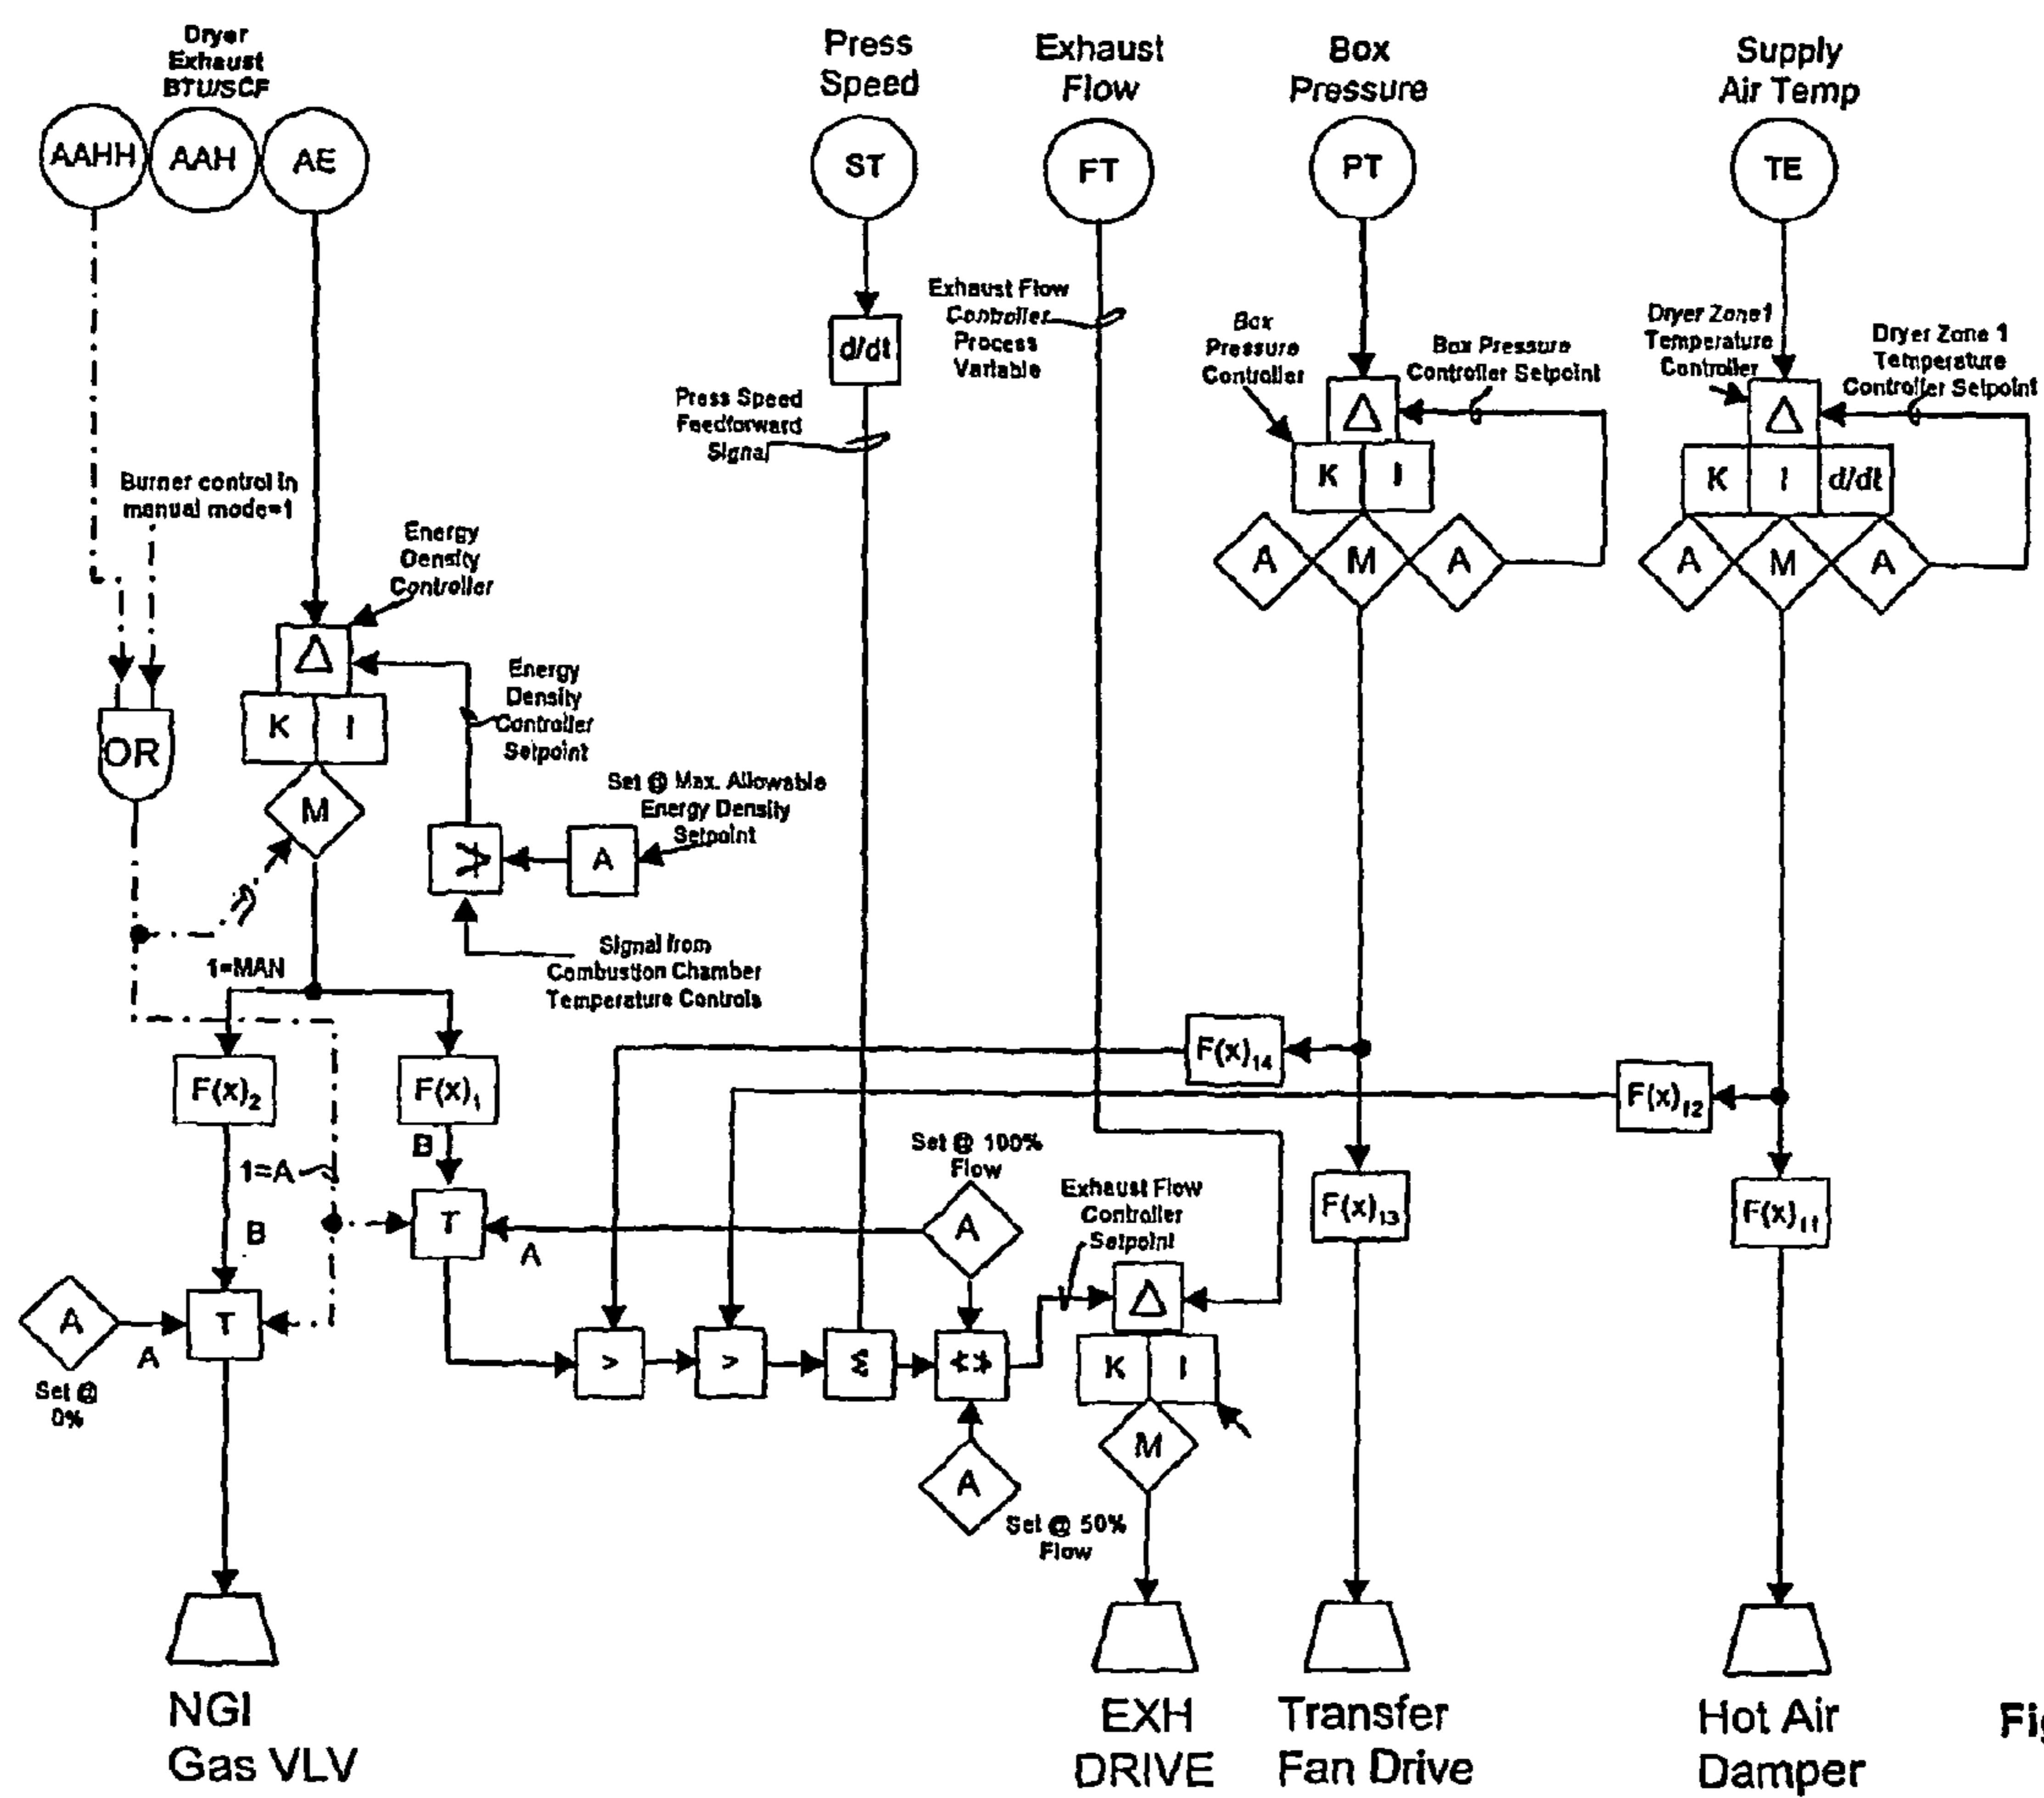 Dryer
Exhaust
BTU/SCF
Press
Speed
Exhaust
Flow
Box
Pressure
Supply
Air Temp
AAHH
AAH
AE
ST
FT
PT
TE
d/dt
Exhaust Flow
Controller
Process
Variable
Press Speed
Feedforward
Signal
Box
Pressure
Controller
Box Pressure
Controller Setpoint
Dryer Zone1
Temperature
Controller
Dryer Zone 1
Temperature
Controller Setpoint
Δ
K
I
A
M
A
Δ
K
I
d/dt
A
M
A
Burner control in
manual mode=1
Energy
Density
Controller
OR
Δ
K
I
M
Energy
Density
Controller
Setpoint
Set @ Max. Allowable
Energy Density
Setpoint
A
Signal from
Combustion Chamber
Temperature Controls
1=MAN
F(x)2
F(x)1
F(x)14
F(x)12
B
1=A
B
T
A
Set @ 100%
Flow
A
Exhaust Flow
Controller
Setpoint
F(x)13
F(x)11
A
A
T
Set @
0%
>
>
Σ
Δ
K
I
M
A
Set @ 50%
Flow
NGI
Gas VLV
EXH
DRIVE
Transfer
Fan Drive
Hot Air
Damper